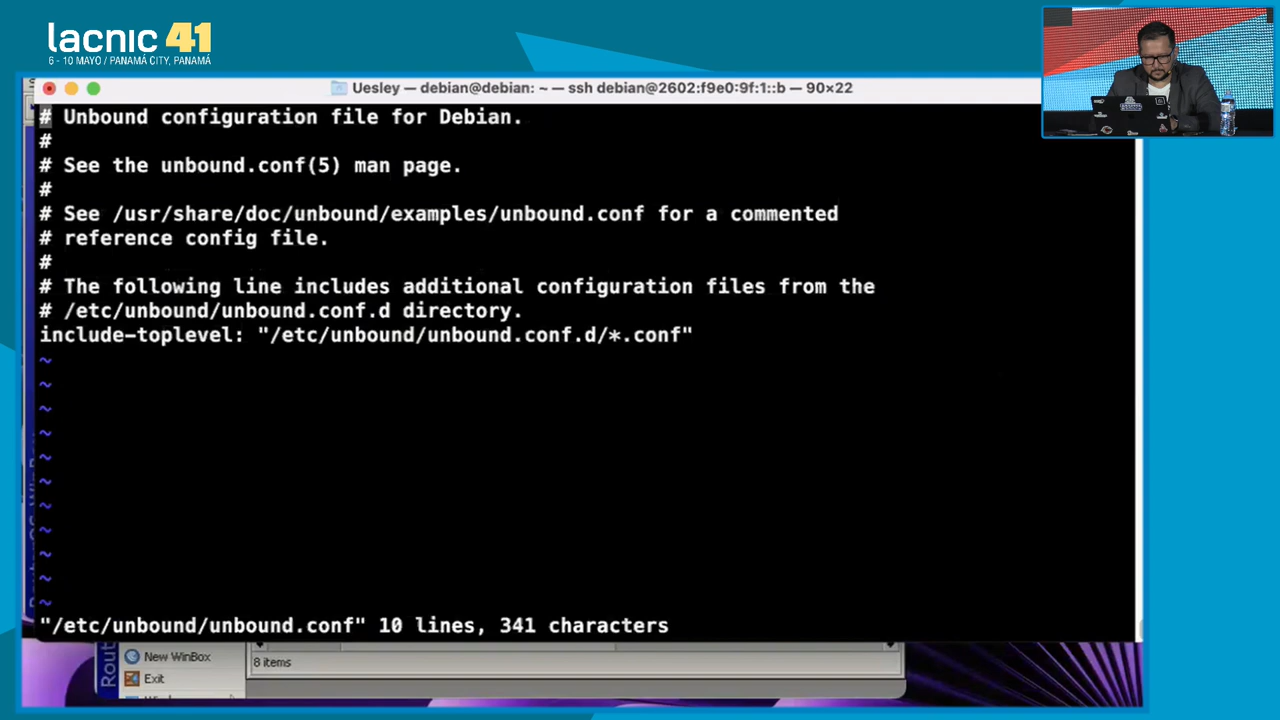 lacnic 41
6 - 10 MAYO / PANAMÁ CITY, PANAMÁ
Uesley — debian@debian: ~ — ssh debian@2602:f9e0:9f:1::b — 90×22
# Unbound configuration file for Debian.
#
# See the unbound.conf(5) man page.
#
# See /usr/share/doc/unbound/examples/unbound.conf for a commented
# reference config file.
#
# The following line includes additional configuration files from the
# /etc/unbound/unbound.conf.d directory.
include-toplevel: "/etc/unbound/unbound.conf.d/*.conf"
~
~
~
~
~
~
~
~
~
~
~
"/etc/unbound/unbound.conf" 10 lines, 341 characters
New WinBox
8 items
Exit